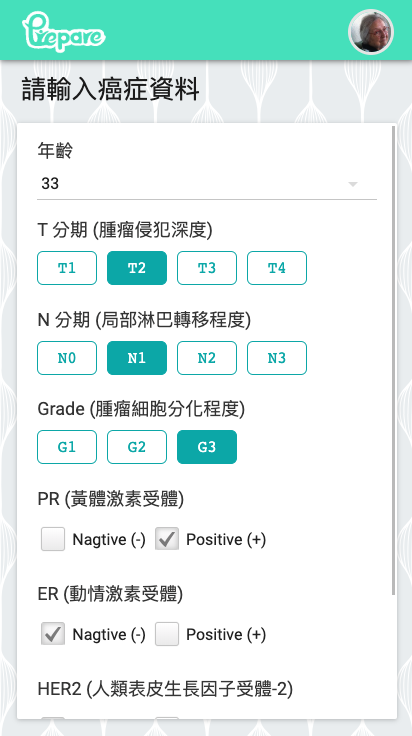 Prepare
請輸入癌症資料
年齡
33
T 分期 (腫瘤侵犯深度)
T1 T2 T3 T4
N 分期 (局部淋巴轉移程度)
N0 N1 N2 N3
Grade (腫瘤細胞分化程度)
G1 G2 G3
PR (黃體激素受體)
Nagtive (-) Positive (+)
ER (動情激素受體)
Nagtive (-) Positive (+)
HER2 (人類表皮生長因子受體-2)